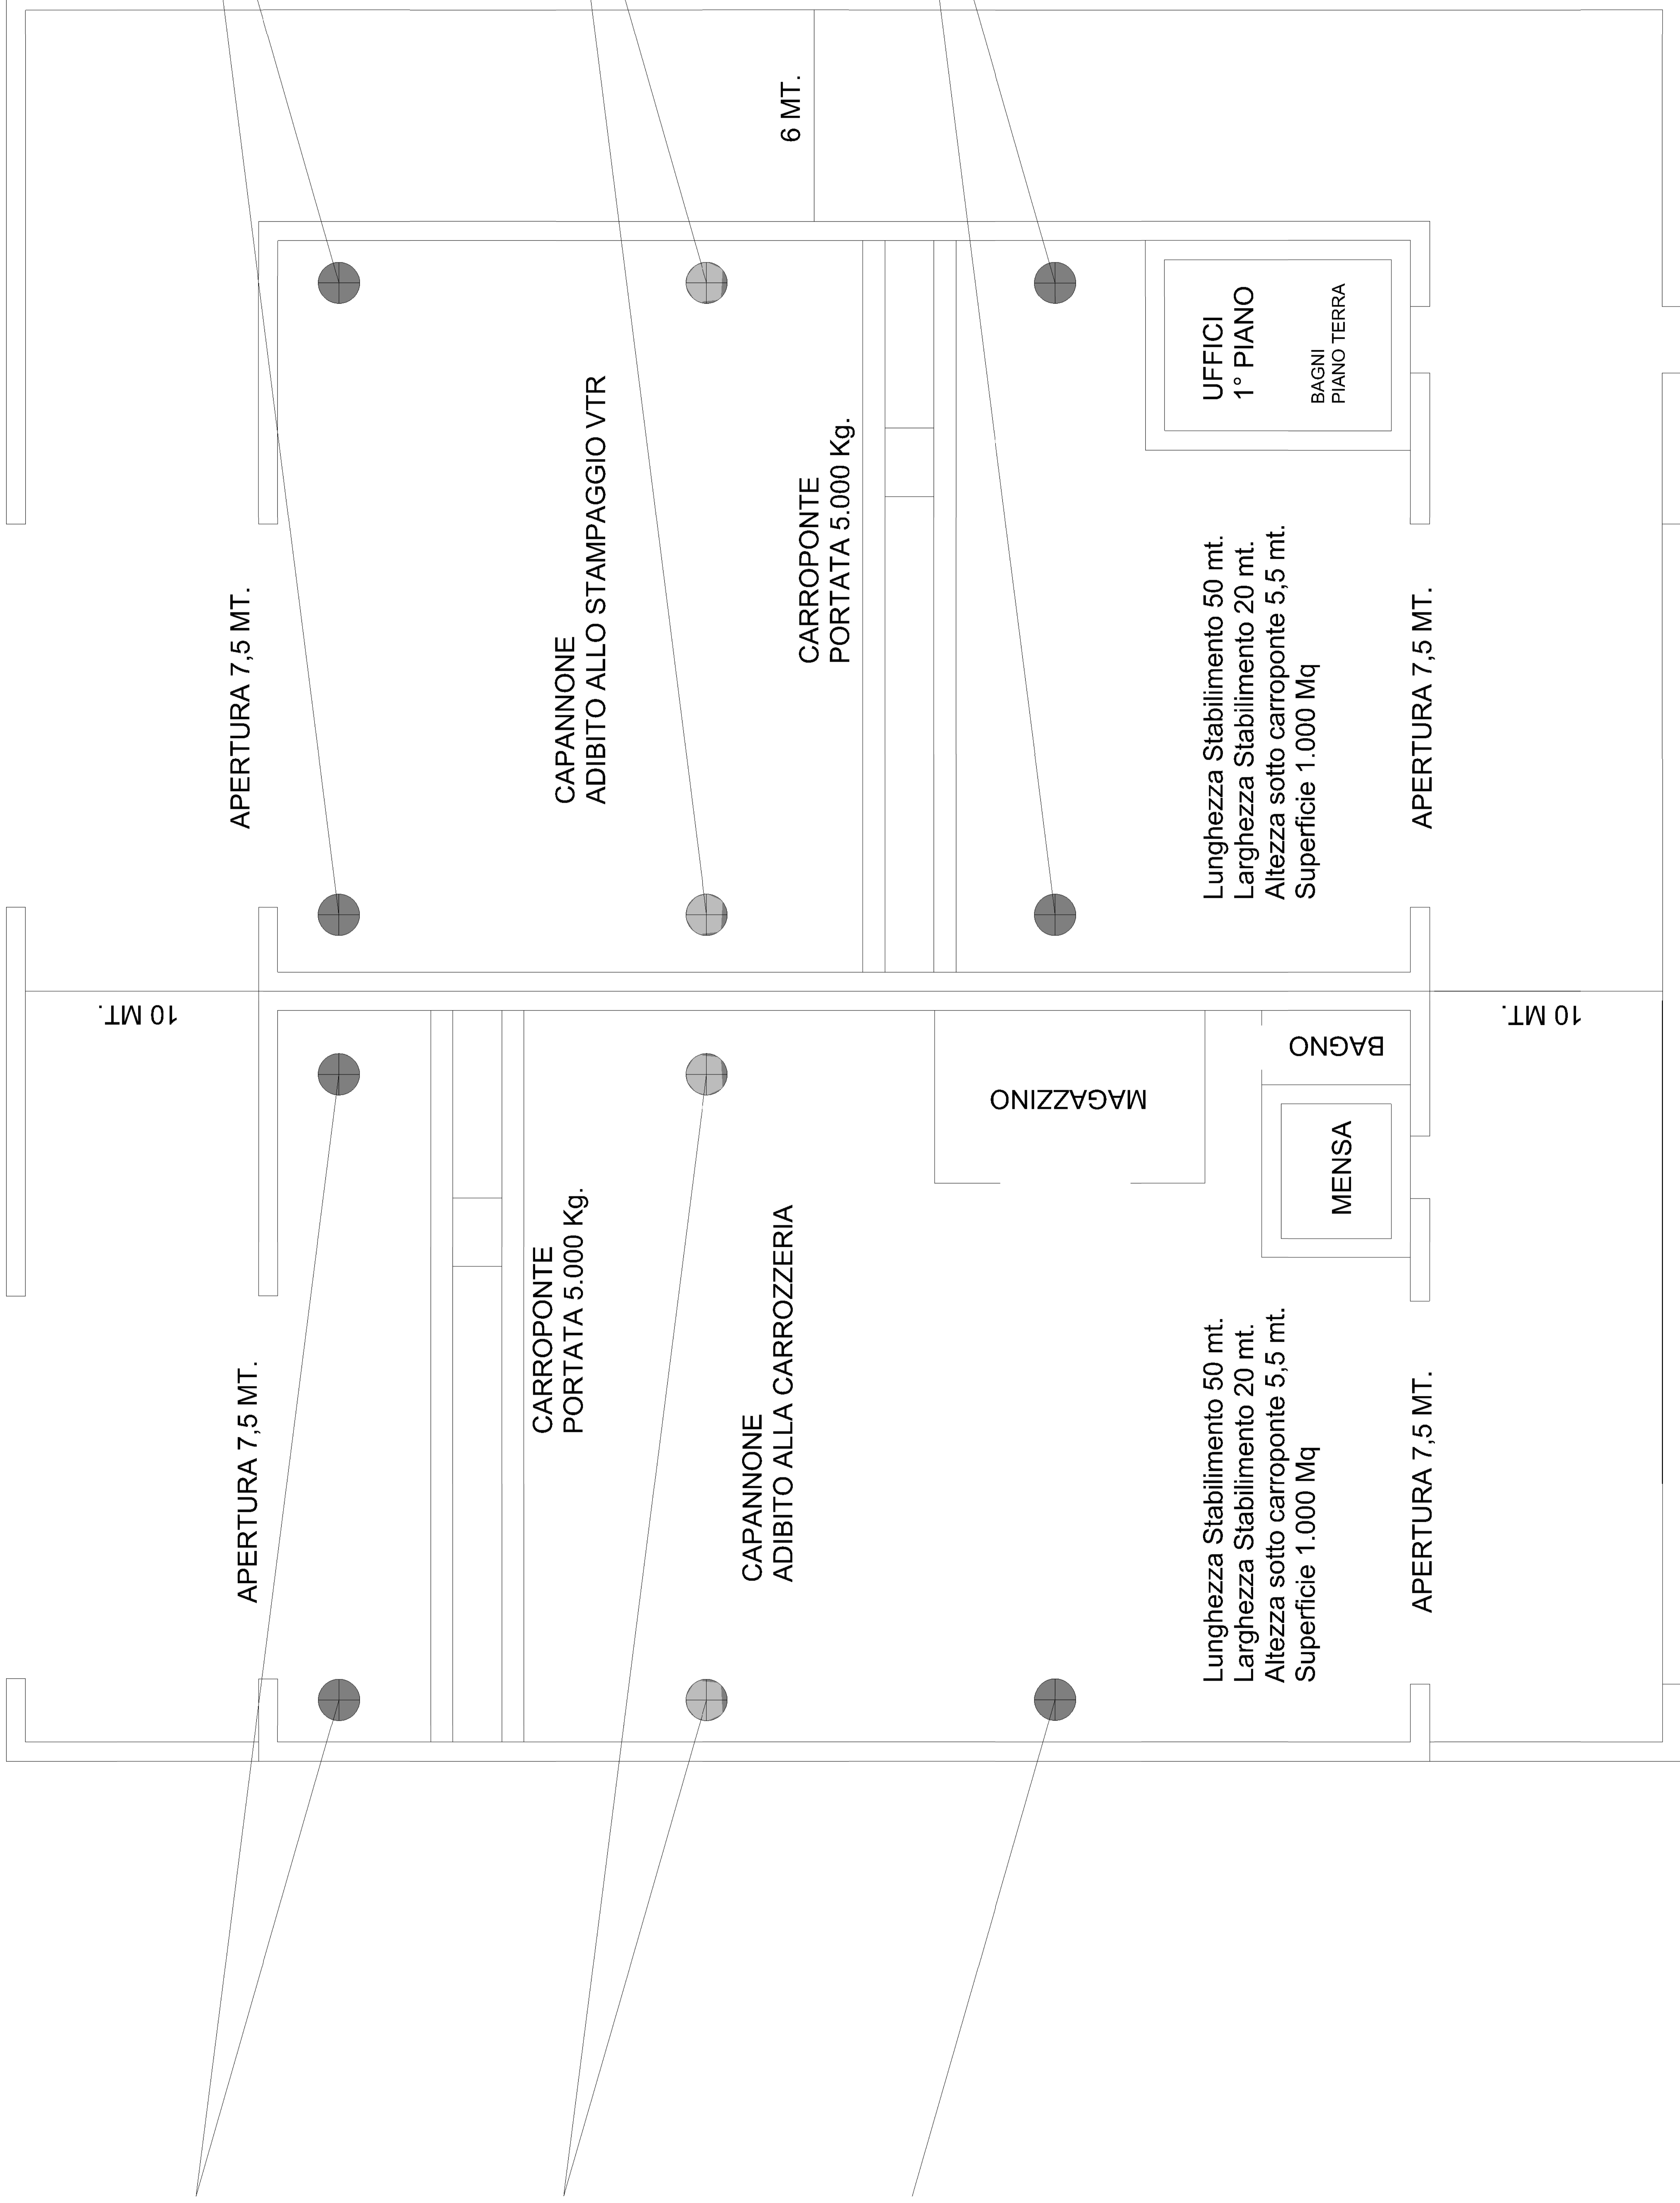 6 MT.
APERTURA 7,5 MT.
CAPANNONE
ADIBITO ALLO STAMPAGGIO VTR
CARROPONTE
PORTATA 5.000 Kg.
UFFICI
1° PIANO
BAGNI
PIANO TERRA
Lunghezza Stabilimento 50 mt.
Larghezza Stabilimento 20 mt.
Altezza sotto carroponte 5,5 mt.
Superficie 1.000 Mq
APERTURA 7,5 MT.
10 MT.
10 MT.
APERTURA 7,5 MT.
CARROPONTE
PORTATA 5.000 Kg.
CAPANNONE
ADIBITO ALLA CARROZZERIA
MAGAZZINO
BAGNO
MENSA
Lunghezza Stabilimento 50 mt.
Larghezza Stabilimento 20 mt.
Altezza sotto carroponte 5,5 mt.
Superficie 1.000 Mq
APERTURA 7,5 MT.